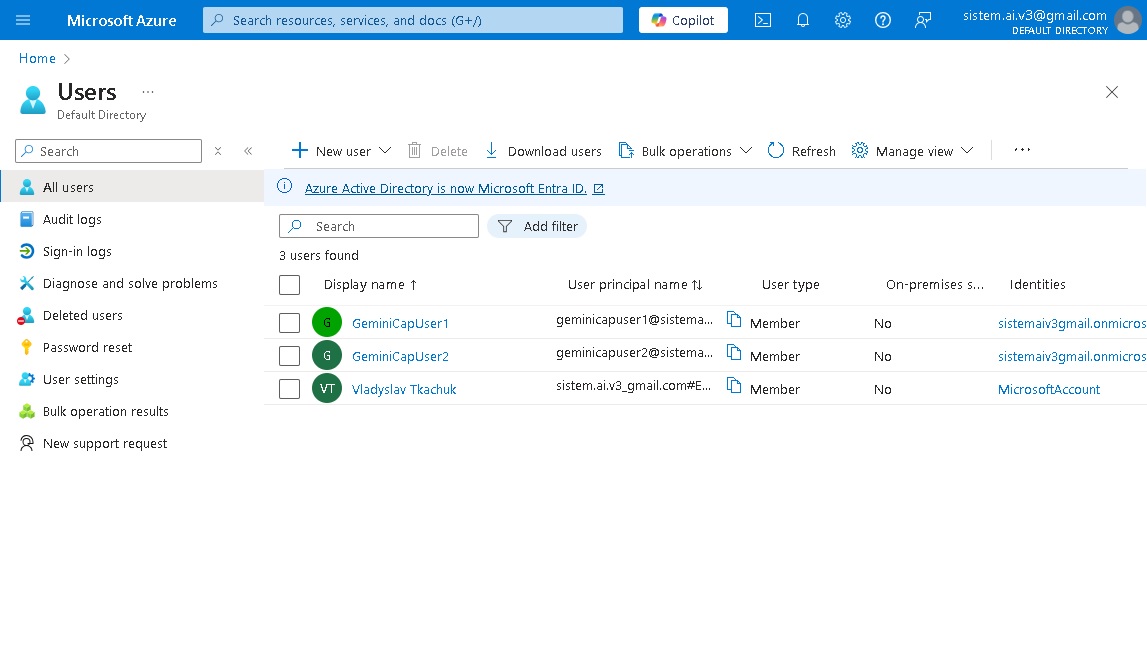 Microsoft Azure
Search resources, services, and docs (G+/)
Copilot
sistem.ai.v3@gmail.com
DEFAULT DIRECTORY
Home
Users
...
Default Directory
Search
New user
Delete
Download users
Bulk operations
Refresh
Manage view
...
All users
Audit logs
Sign-in logs
Diagnose and solve problems
Deleted users
Password reset
User settings
Bulk operation results
New support request
Azure Active Directory is now Microsoft Entra ID.
Search
Add filter
3 users found
Display name ↑ User principal name ↑↓ User type On-premises s... Identities
G GeminiCapUser1 geminicapuser1@sistema... Member No sistemaiv3gmail.onmicros
G GeminiCapUser2 geminicapuser2@sistema... Member No sistemaiv3gmail.onmicros
VT Vladyslav Tkachuk sistem.ai.v3_gmail.com#E... Member No MicrosoftAccount